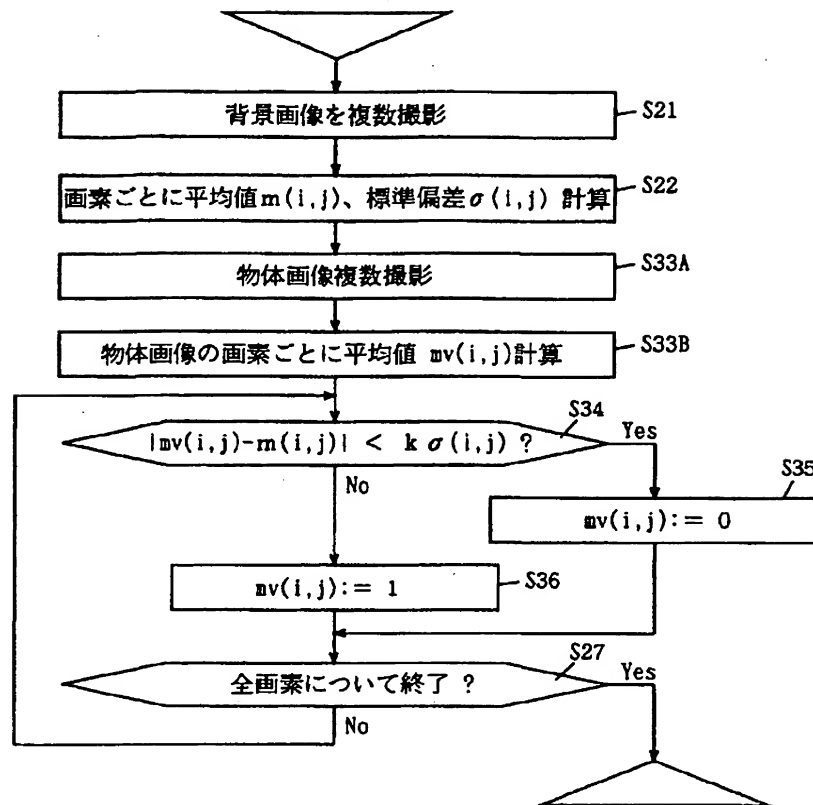 背景画像を複数撮影
S21
画素ごとに平均値m(i,j)、標準偏差σ(i,j) 計算
S22
物体画像複数撮影
S33A
物体画像の画素ごとに平均値 mv(i,j)計算
S33B
|mv(i,j)-m(i,j)| < kσ(i,j) ?
S34
Yes
No
S35
mv(i,j):= 0
mv(i,j):= 1
S36
全画素について終了 ?
S27
Yes
No